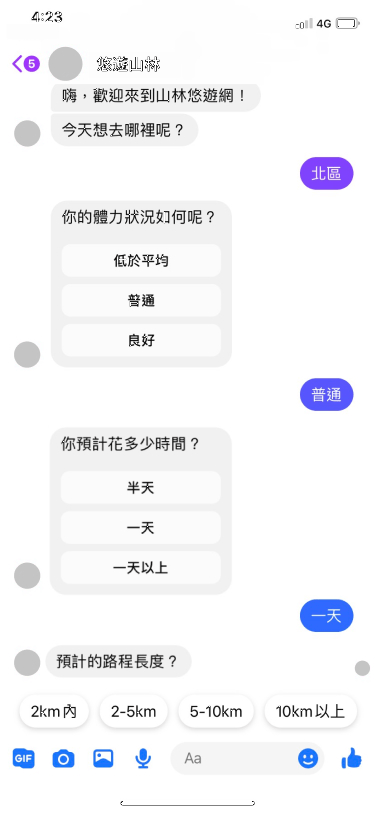 4:23
4G
5
悠遊山林
嗨，歡迎來到山林悠遊網！
今天想去哪裡呢？
北區
你的體力狀況如何呢？
低於平均
普通
良好
普通
你預計花多少時間？
半天
一天
一天以上
一天
預計的路程長度？
2km內 2-5km 5-10km 10km以上
GIF Aa